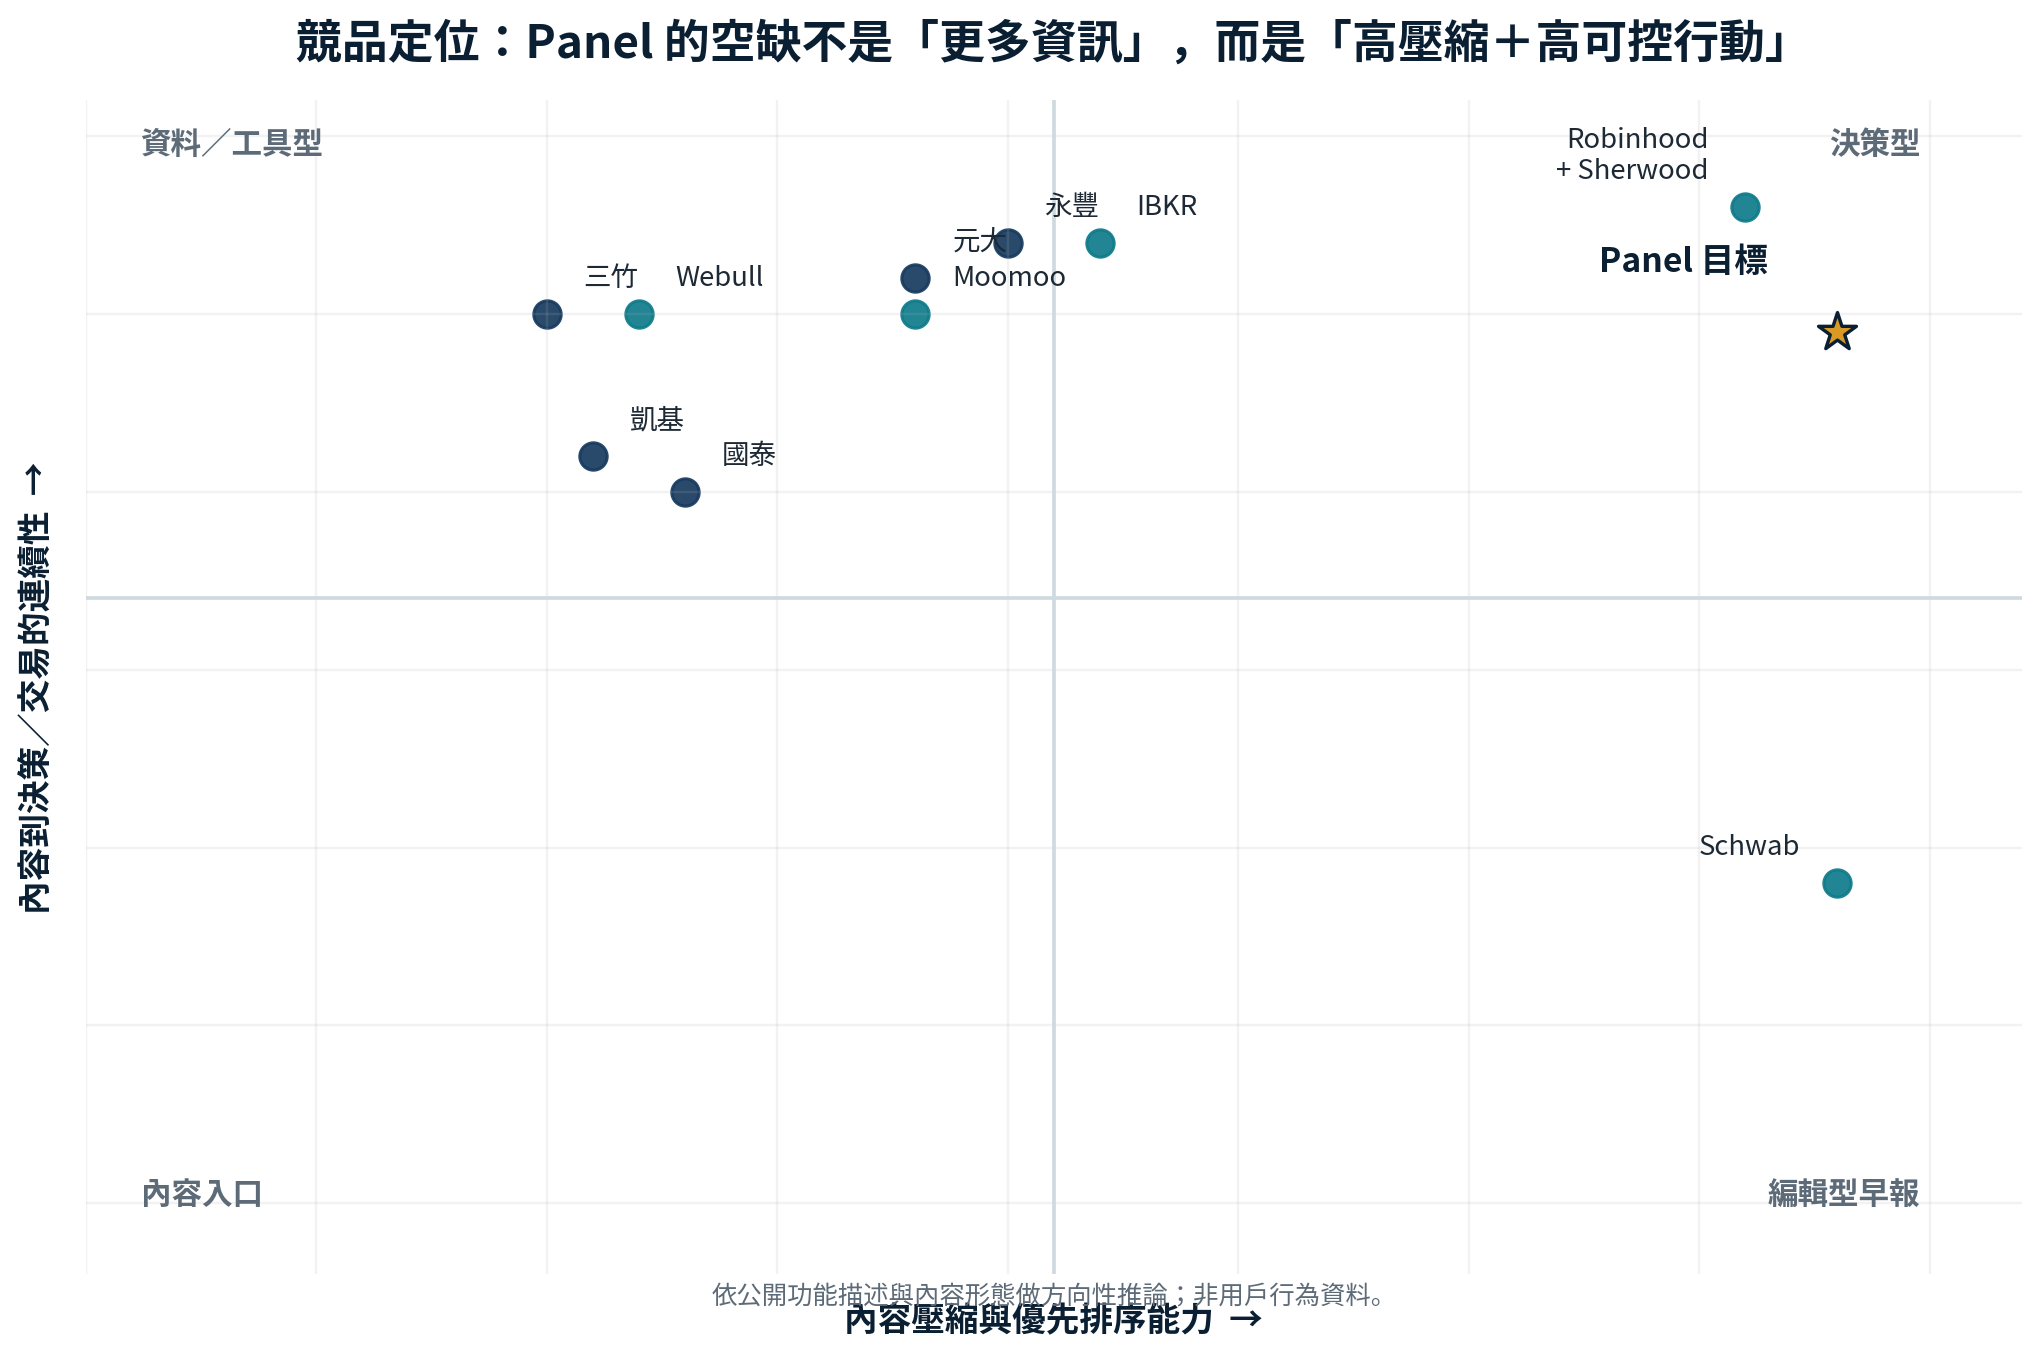 競品定位：Panel 的空缺不是「更多資訊」，而是「高壓縮＋高可控行動」
資料／工具型
決策型
Robinhood
+ Sherwood
永豐
IBKR
元大
Panel 目標
三竹
Webull
Moomoo
凱基
國泰
內容到決策／交易的連續性 →
Schwab
內容入口
編輯型早報
依公開功能描述與內容形態做方向性推論；非用戶行為資料。
內容壓縮與優先排序能力 →